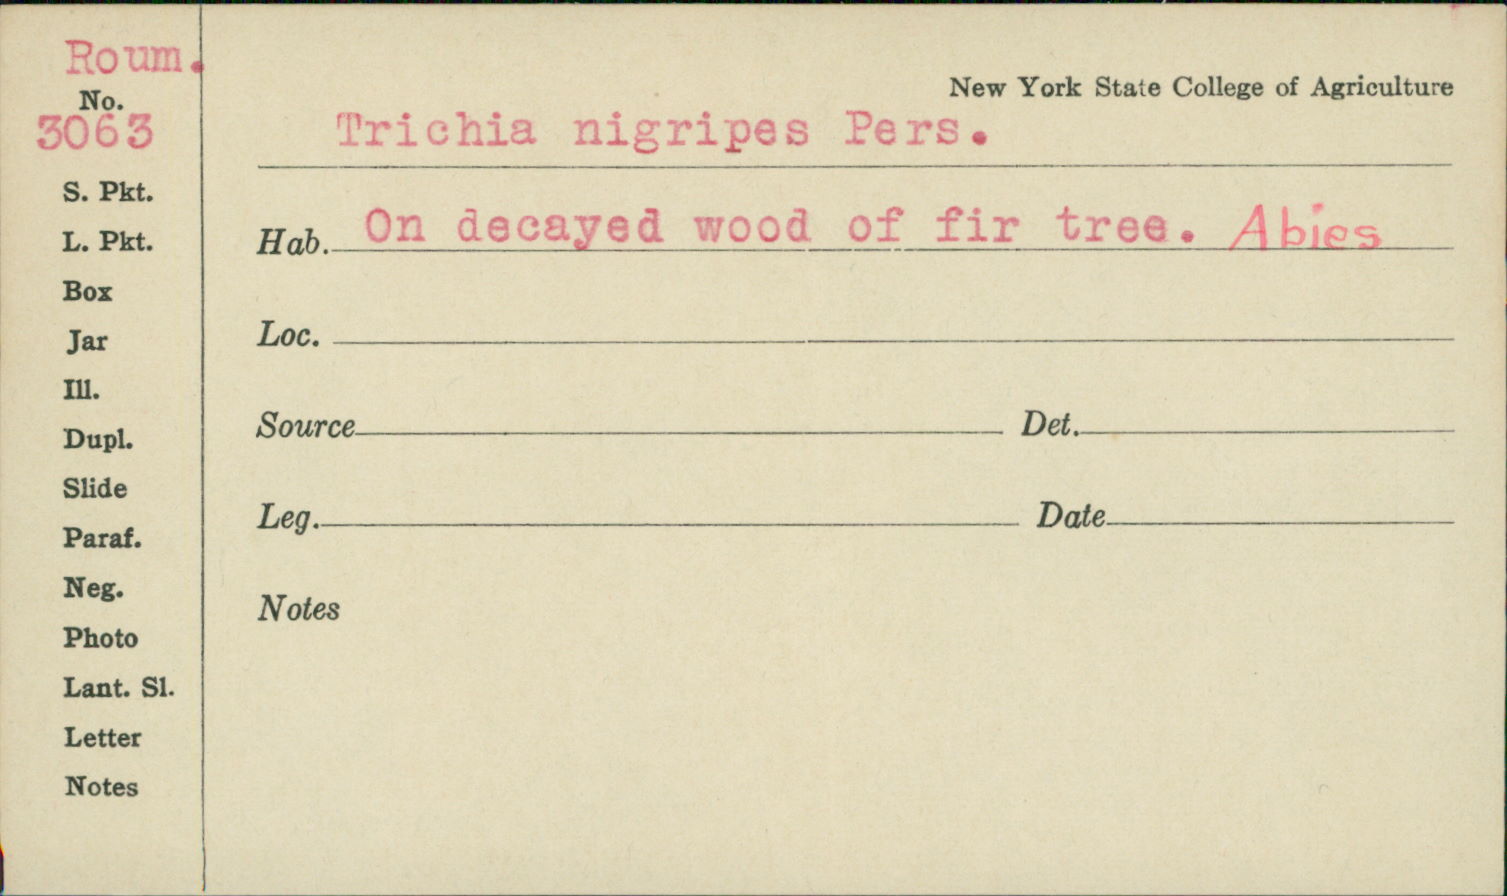 Roum.
No.
3063
S. Pkt.
L. Pkt.
Box
Jar
Ill.
Dupl.
Slide
Paraf.
Neg.
Photo
Lant. Sl.
Letter
Notes
New York State College of Agriculture
Trichia nigripes Pers.
Hab. On decayed wood of fir tree. Abies
Loc.
Source Det.
Leg. Date
Notes